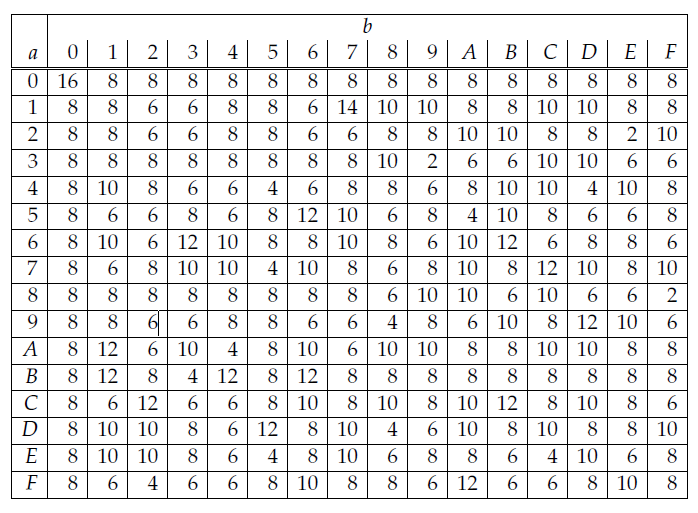 b
a 0 1 2 3 4 5 6 7 8 9 A B C D E F
0 16 8 8 8 8 8 8 8 8 8 8 8 8 8 8 8
1 8 8 6 6 8 8 6 14 10 10 8 8 10 10 8 8
2 8 8 6 6 8 8 6 6 8 8 10 10 8 8 2 10
3 8 8 8 8 8 8 8 8 10 2 6 6 10 10 6 6
4 8 10 8 6 6 4 6 8 8 6 8 10 10 4 10 8
5 8 6 6 8 6 8 12 10 6 8 4 10 8 6 6 8
6 8 10 6 12 10 8 8 10 8 6 10 12 6 8 8 6
7 8 6 8 10 10 4 10 8 6 8 10 8 12 10 8 10
8 8 8 8 8 8 8 8 8 6 10 10 6 10 6 6 2
9 8 8 6 6 8 8 6 6 4 8 6 10 8 12 10 6
A 8 12 6 10 4 8 10 6 10 10 8 8 10 10 8 8
B 8 12 8 4 12 8 12 8 8 8 8 8 8 8 8 8
C 8 6 12 6 6 8 10 8 10 8 10 12 8 10 8 6
D 8 10 10 8 6 12 8 10 4 6 10 8 10 8 8 10
E 8 10 10 8 6 4 8 10 6 8 8 6 4 10 6 8
F 8 6 4 6 6 8 10 8 8 6 12 6 6 8 10 8